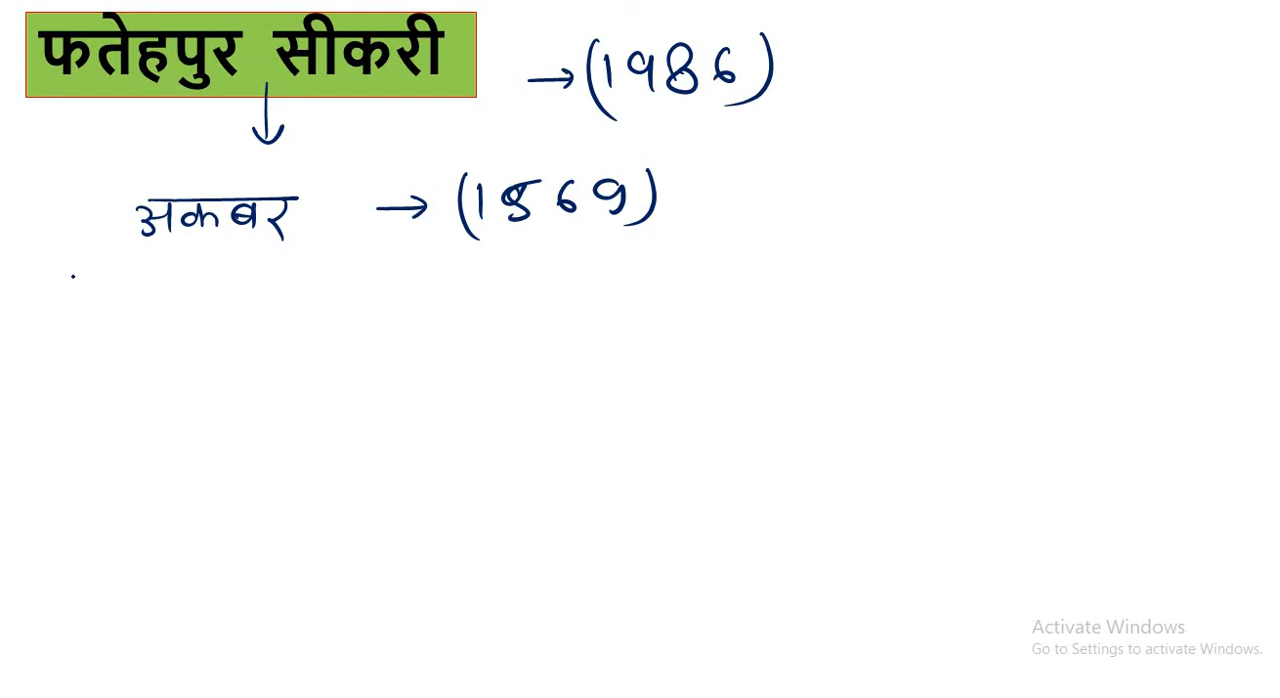 फतेहपुर सीकरी → (1986)
अकबर → (1569)
Activate Windows
Go to Settings to activate Windows.